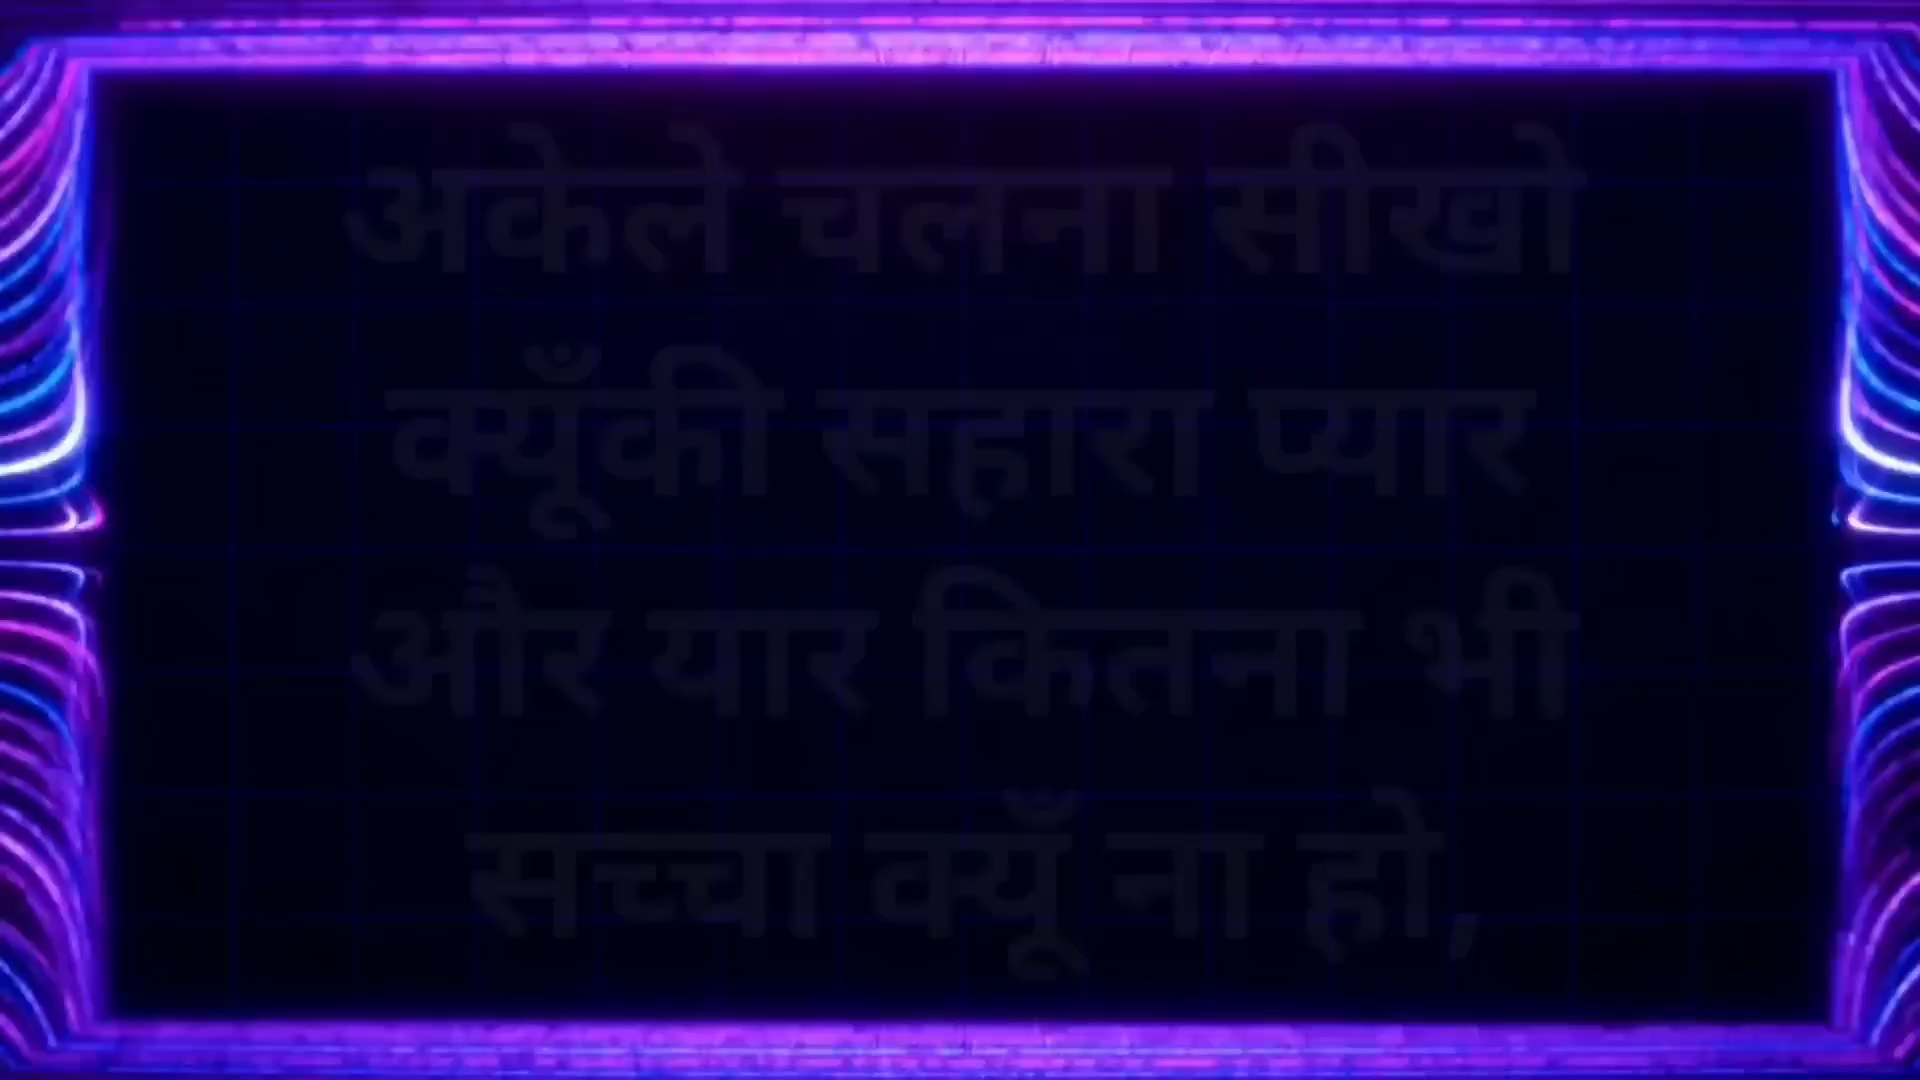 अकेले चलना सीखो
क्यूँकी सहारा प्यार
और यार कितना भी
सच्चा क्यूँ ना हो,